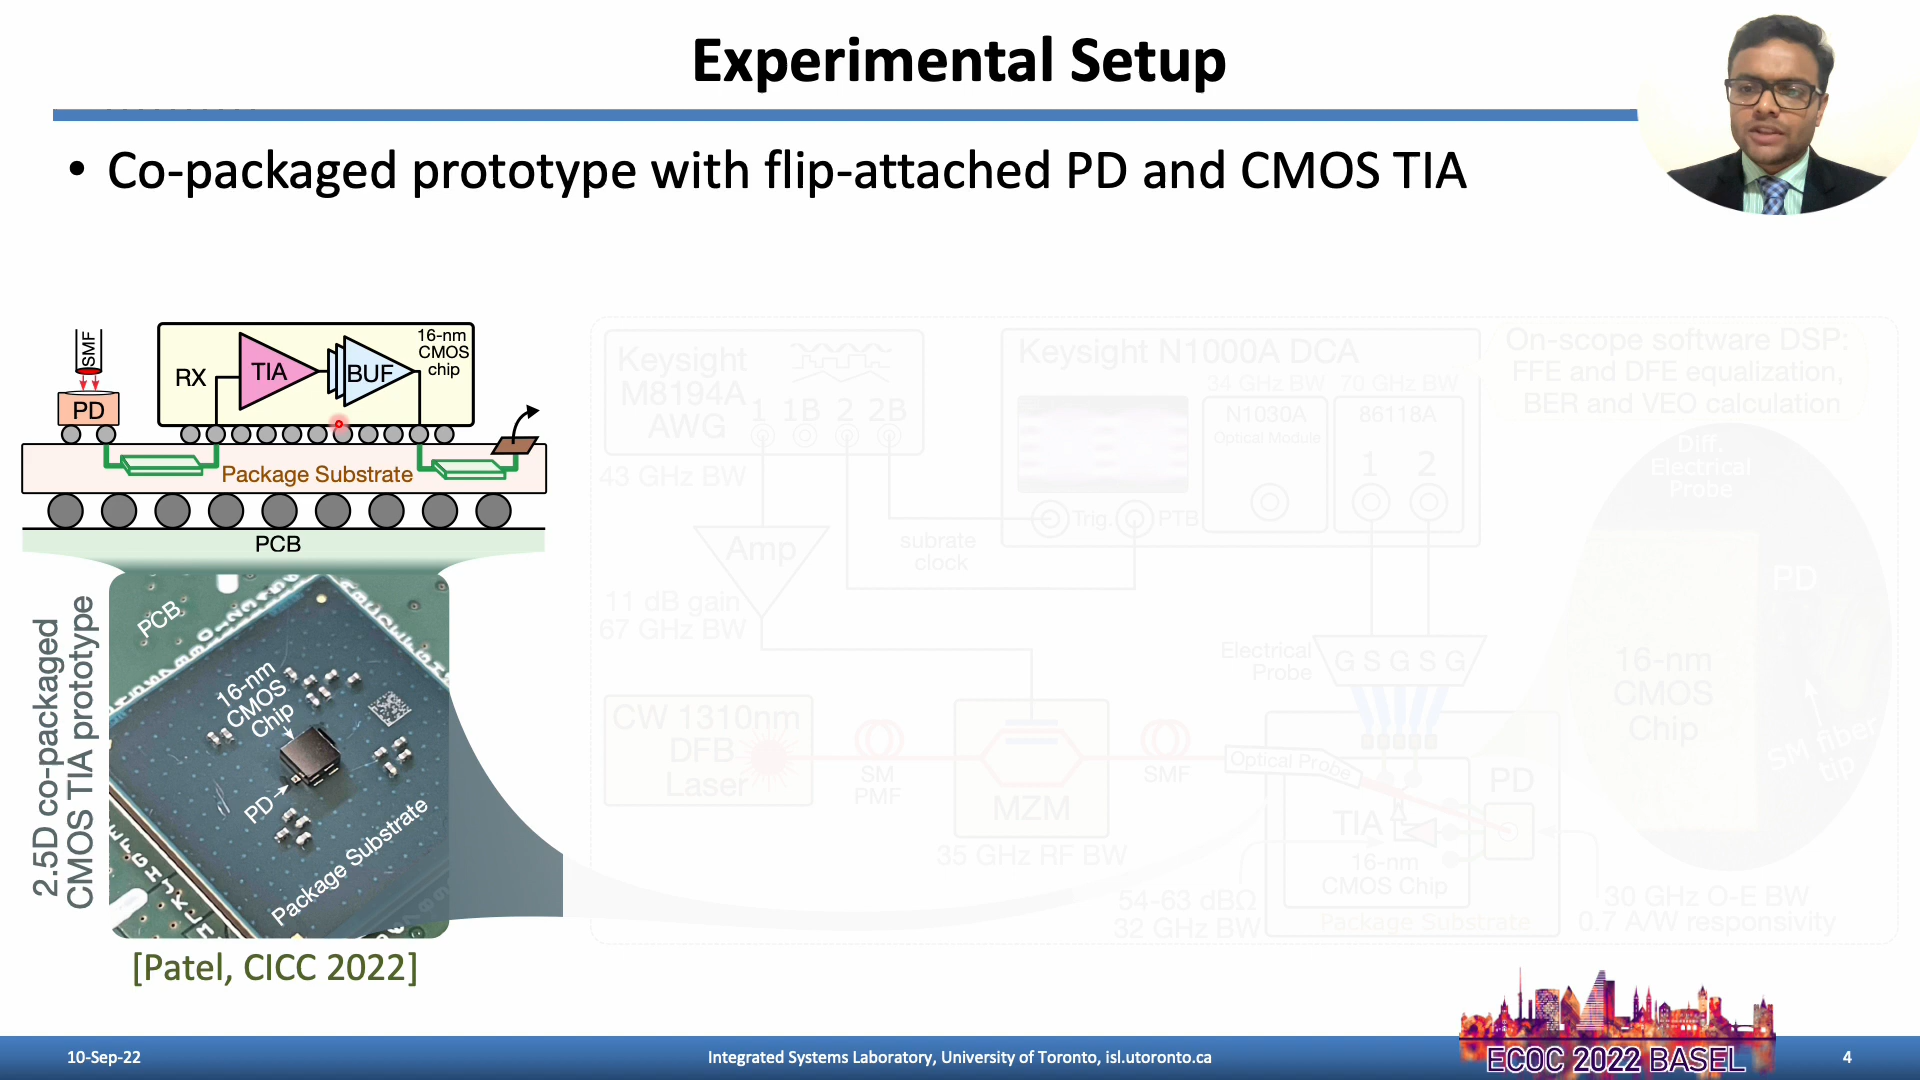 Experimental Setup
• Co-packaged prototype with flip-attached PD and CMOS TIA
SMF
PD
RX
TIA
BUF
16-nm
CMOS
chip
Package Substrate
PCB
2.5D co-packaged
CMOS TIA prototype
PCB
16-nm
CMOS
Chip
PD
Package Substrate
[Patel, CICC 2022]
Keysight
M8194A
AWG
1 1B 2 2B
43 GHz BW
Amp
11 dB gain
67 GHz BW
subrate
clock
Keysight N1000A DCA
34 GHz BW 70 GHz BW
N1030A
Optical Module
86118A
1 2
Trig.
PTB
Electrical
Probe
G S G S G
CW 1310nm
DFB
Laser
SM
PMF
MZM
35 GHz RF BW
SMF
Optical Probe
PD
TIA
16-nm
CMOS Chip
Package Substrate
54-63 dBΩ
32 GHz BW
30 GHz O-E BW
0.7 A/W responsivity
On-scope software DSP:
FFE and DFE equalization,
BER and VEO calculation
Diff.
Electrical
Probe
PD
16-nm
CMOS
Chip
SM fiber
tip
10-Sep-22
Integrated Systems Laboratory, University of Toronto, isl.utoronto.ca
ECOC 2022 BASEL
4